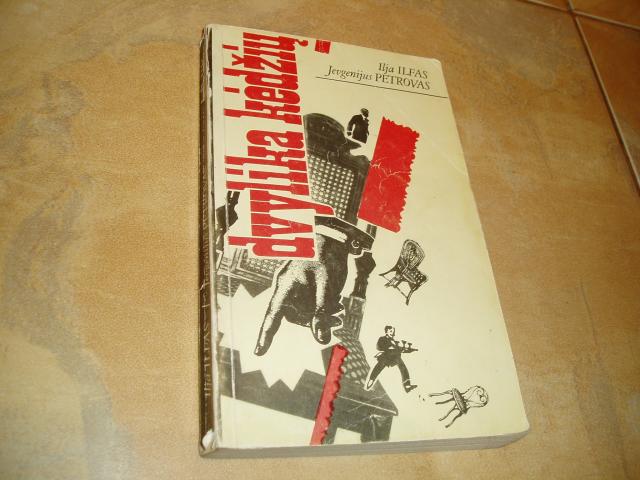 Ilja ILFAS
Jevgenijus PETROVAS
dvylika kėdžių